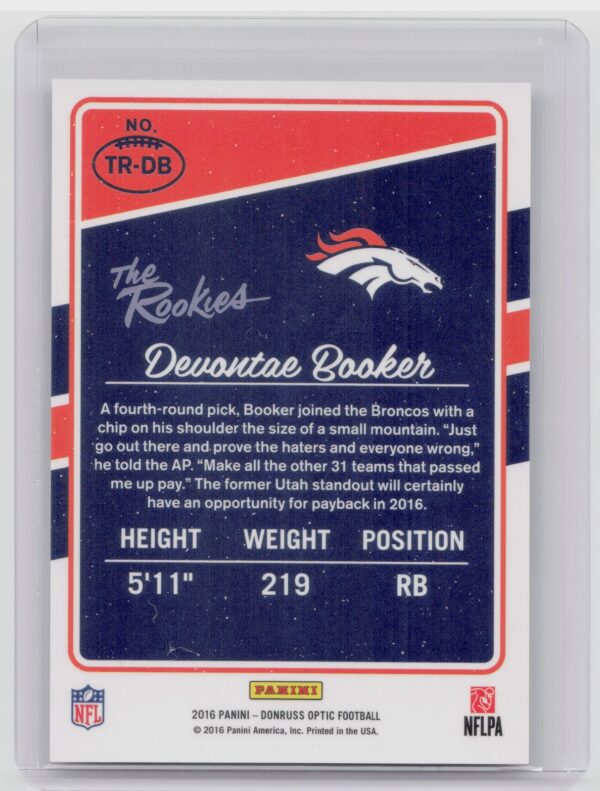 NO.
TR-DB
The
Rookies
Devontae Booker
A fourth-round pick, Booker joined the Broncos with a
chip on his shoulder the size of a small mountain. “Just
go out there and prove the haters and everyone wrong,”
he told the AP. “Make all the other 31 teams that passed
me up pay.” The former Utah standout will certainly
have an opportunity for payback in 2016.
HEIGHT WEIGHT POSITION
5'11" 219 RB
PANINI
NFL
2016 PANINI – DONRUSS OPTIC FOOTBALL
© 2016 Panini America, Inc. Printed in the USA.
NFLPA